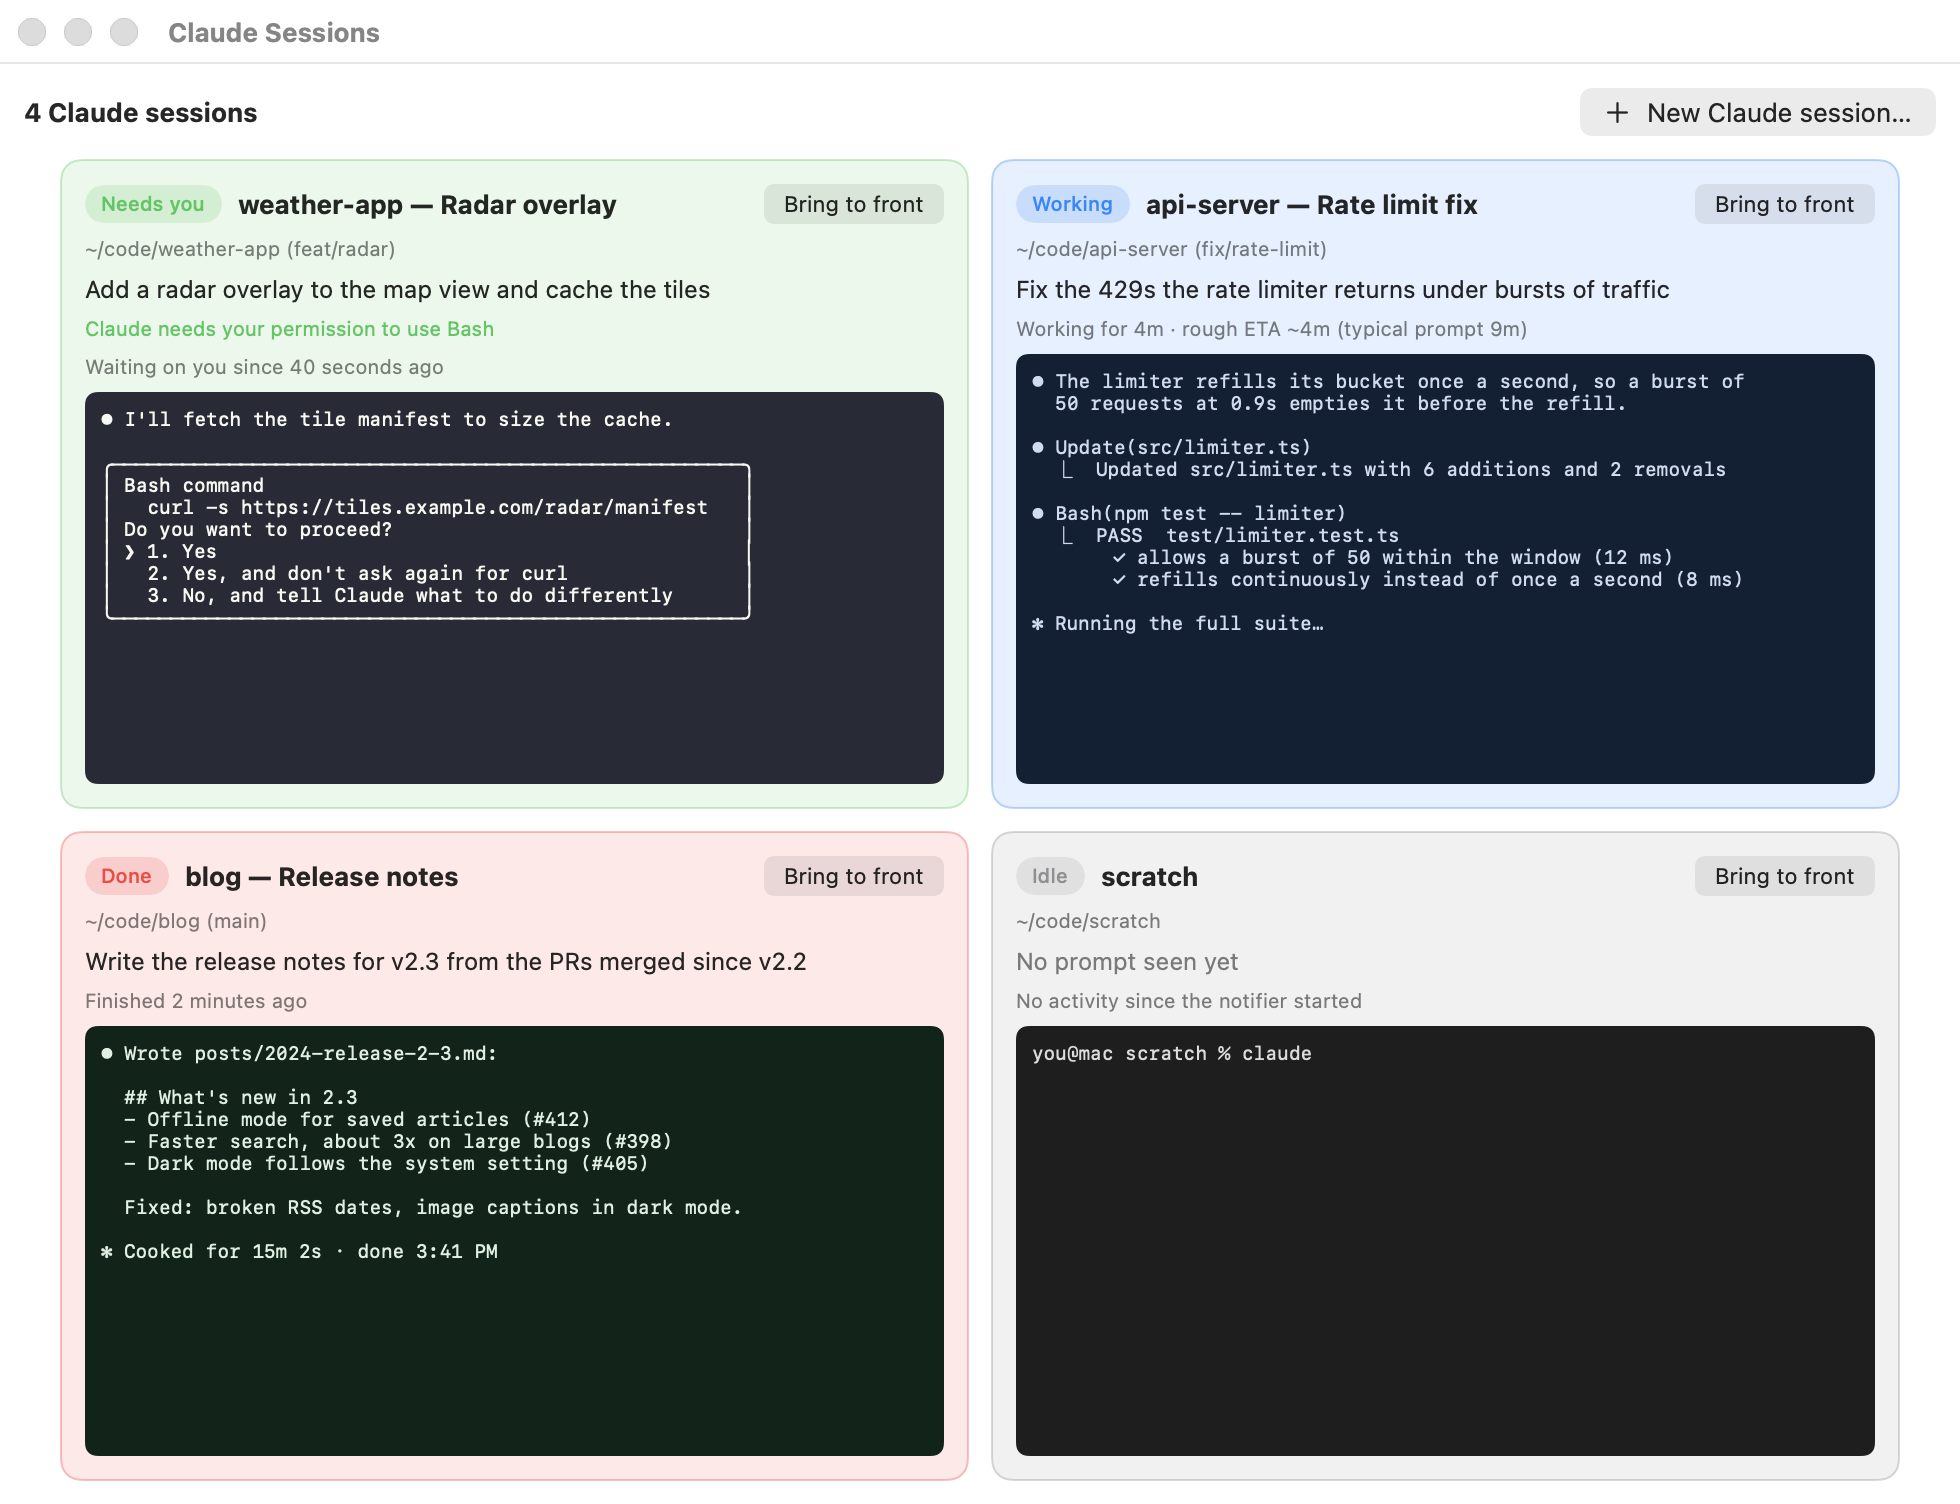 Claude Sessions
4 Claude sessions
+ New Claude session...
Needs you
weather-app — Radar overlay
Bring to front
~/code/weather-app (feat/radar)
Add a radar overlay to the map view and cache the tiles
Claude needs your permission to use Bash
Waiting on you since 40 seconds ago
● I'll fetch the tile manifest to size the cache.
Bash command
curl -s https://tiles.example.com/radar/manifest
Do you want to proceed?
❯ 1. Yes
2. Yes, and don't ask again for curl
3. No, and tell Claude what to do differently
Working
api-server — Rate limit fix
Bring to front
~/code/api-server (fix/rate-limit)
Fix the 429s the rate limiter returns under bursts of traffic
Working for 4m · rough ETA ~4m (typical prompt 9m)
● The limiter refills its bucket once a second, so a burst of
50 requests at 0.9s empties it before the refill.
● Update(src/limiter.ts)
⎿ Updated src/limiter.ts with 6 additions and 2 removals
● Bash(npm test -- limiter)
⎿ PASS test/limiter.test.ts
✓ allows a burst of 50 within the window (12 ms)
✓ refills continuously instead of once a second (8 ms)
✻ Running the full suite…
Done
blog — Release notes
Bring to front
~/code/blog (main)
Write the release notes for v2.3 from the PRs merged since v2.2
Finished 2 minutes ago
● Wrote posts/2024-release-2-3.md:
## What's new in 2.3
- Offline mode for saved articles (#412)
- Faster search, about 3x on large blogs (#398)
- Dark mode follows the system setting (#405)
Fixed: broken RSS dates, image captions in dark mode.
✻ Cooked for 15m 2s · done 3:41 PM
Idle
scratch
Bring to front
~/code/scratch
No prompt seen yet
No activity since the notifier started
you@mac scratch % claude